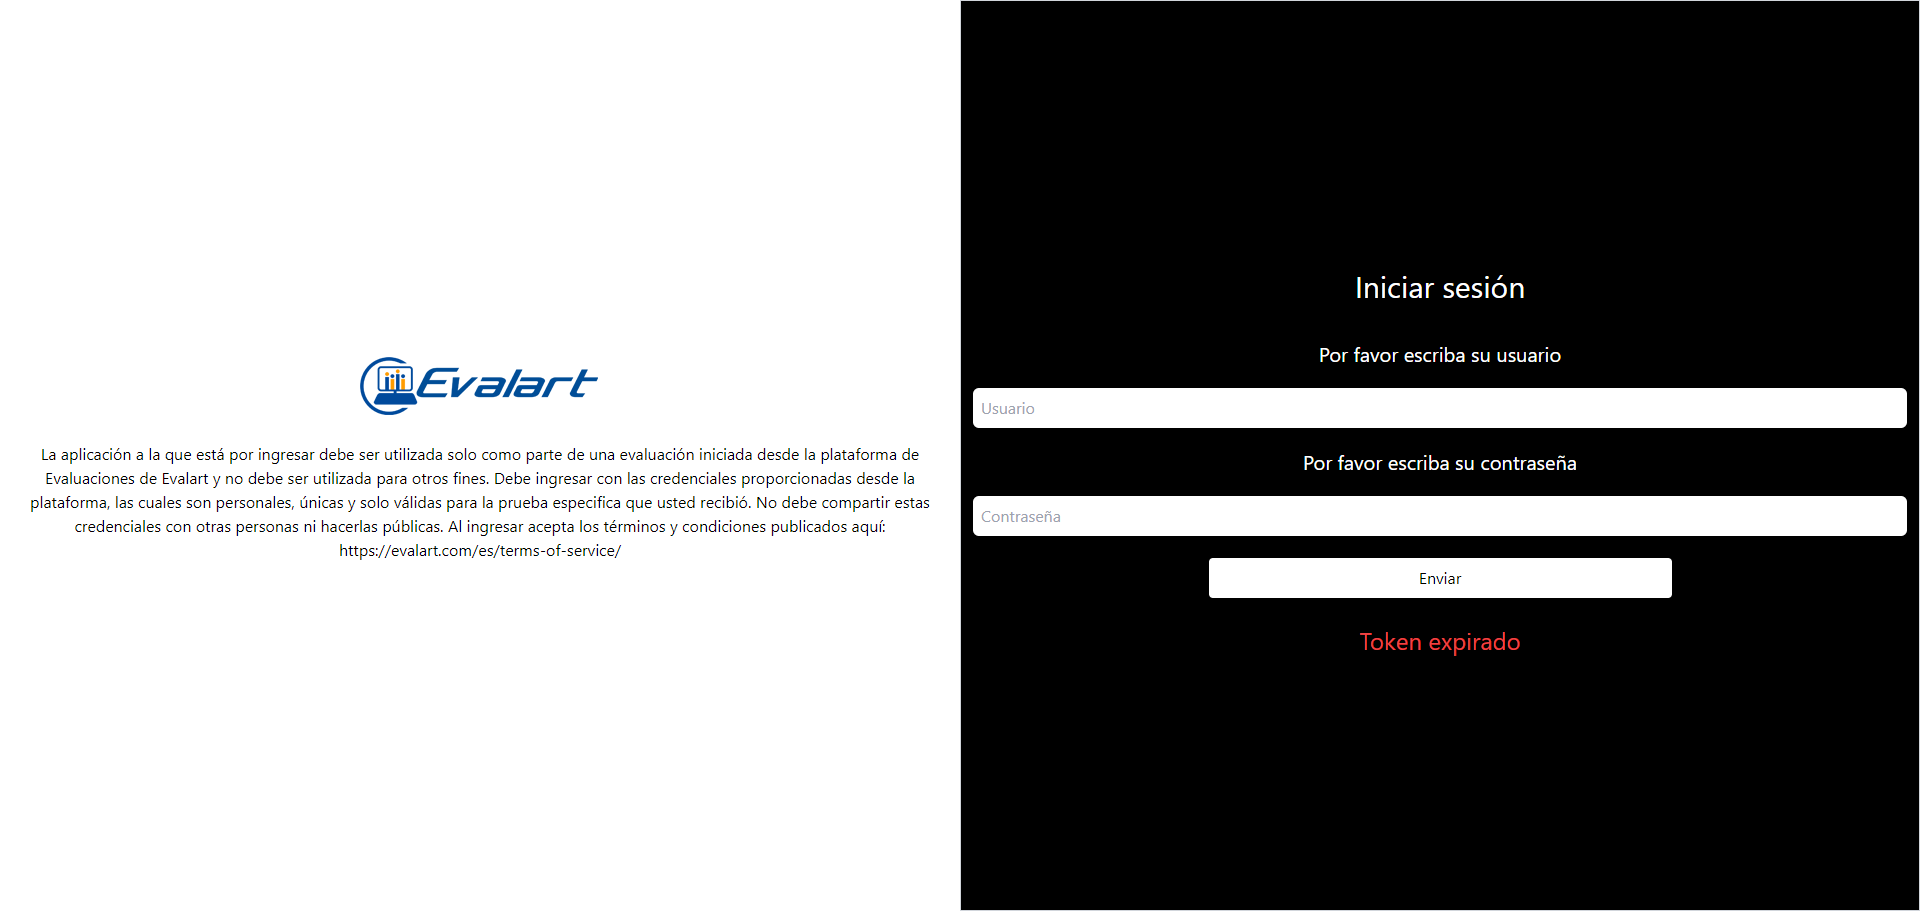 Evalart
La aplicación a la que está por ingresar debe ser utilizada solo como parte de una evaluación iniciada desde la plataforma de
Evaluaciones de Evalart y no debe ser utilizada para otros fines. Debe ingresar con las credenciales proporcionadas desde la
plataforma, las cuales son personales, únicas y solo válidas para la prueba especifica que usted recibió. No debe compartir estas
credenciales con otras personas ni hacerlas públicas. Al ingresar acepta los términos y condiciones publicados aquí:
https://evalart.com/es/terms-of-service/
Iniciar sesión
Por favor escriba su usuario
Usuario
Por favor escriba su contraseña
Contraseña
Enviar
Token expirado